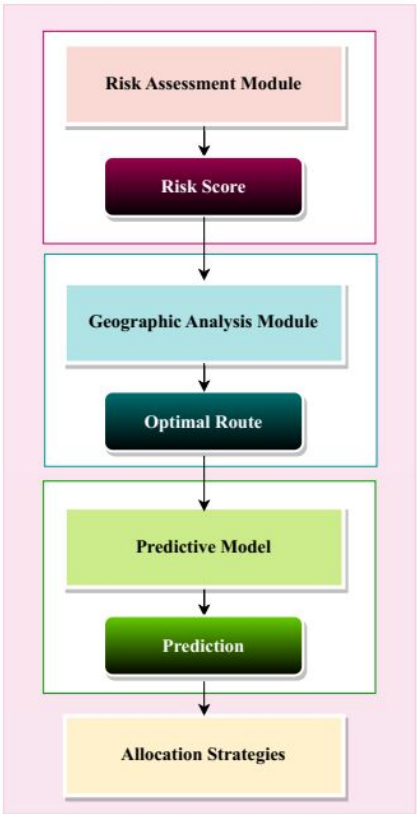 Risk Assessment Module
Risk Score
Geographic Analysis Module
Optimal Route
Predictive Model
Prediction
Allocation Strategies